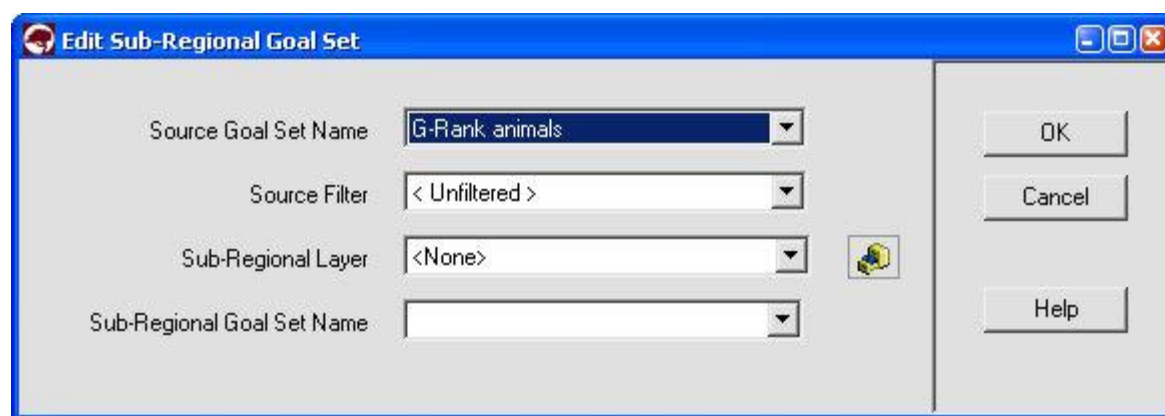 Edit Sub-Regional Goal Set
Source Goal Set Name G-Rank animals OK
Source Filter < Unfiltered > Cancel
Sub-Regional Layer <None>
Sub-Regional Goal Set Name Help